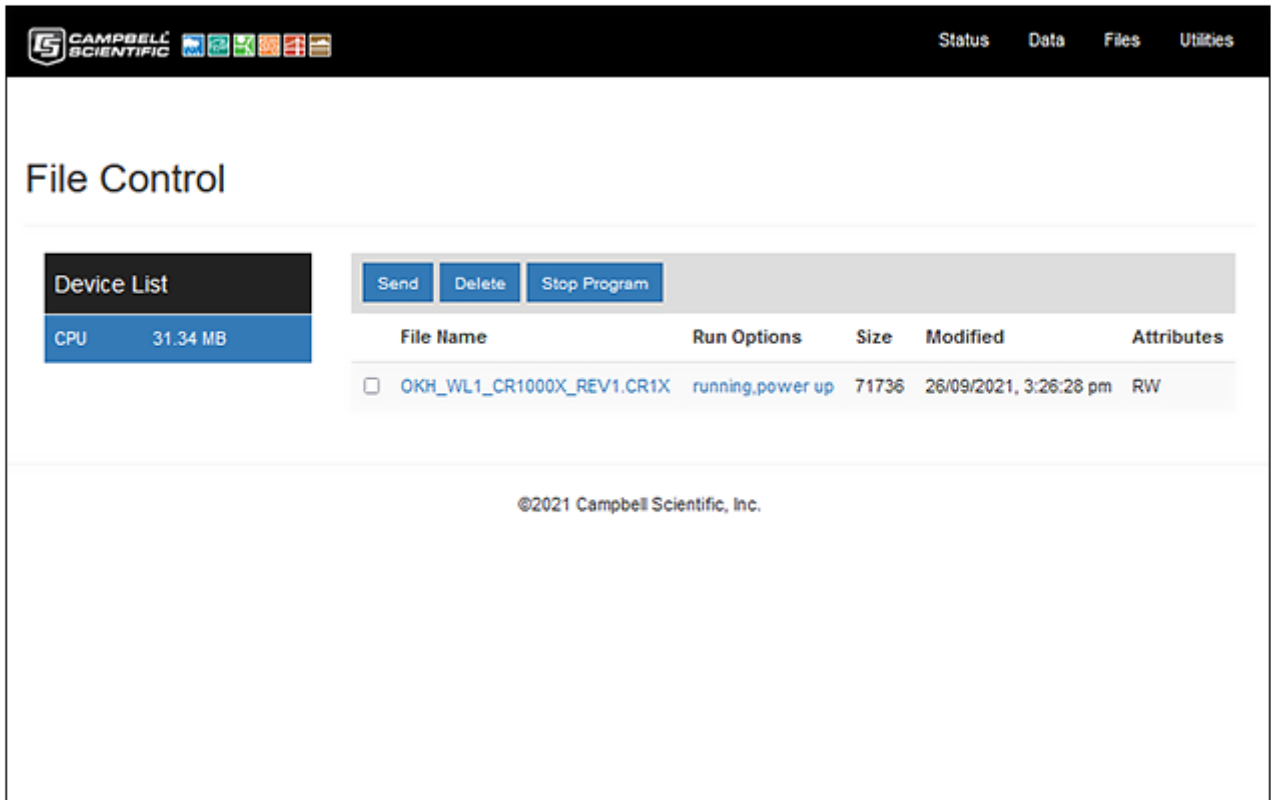 CAMPBELL SCIENTIFIC
Status Data Files Utilities
File Control
Device List
CPU 31.34 MB
Send Delete Stop Program
File Name Run Options Size Modified Attributes
OKH_WL1_CR1000X_REV1.CR1X running,power up 71736 26/09/2021, 3:26:28 pm RW
©2021 Campbell Scientific, Inc.